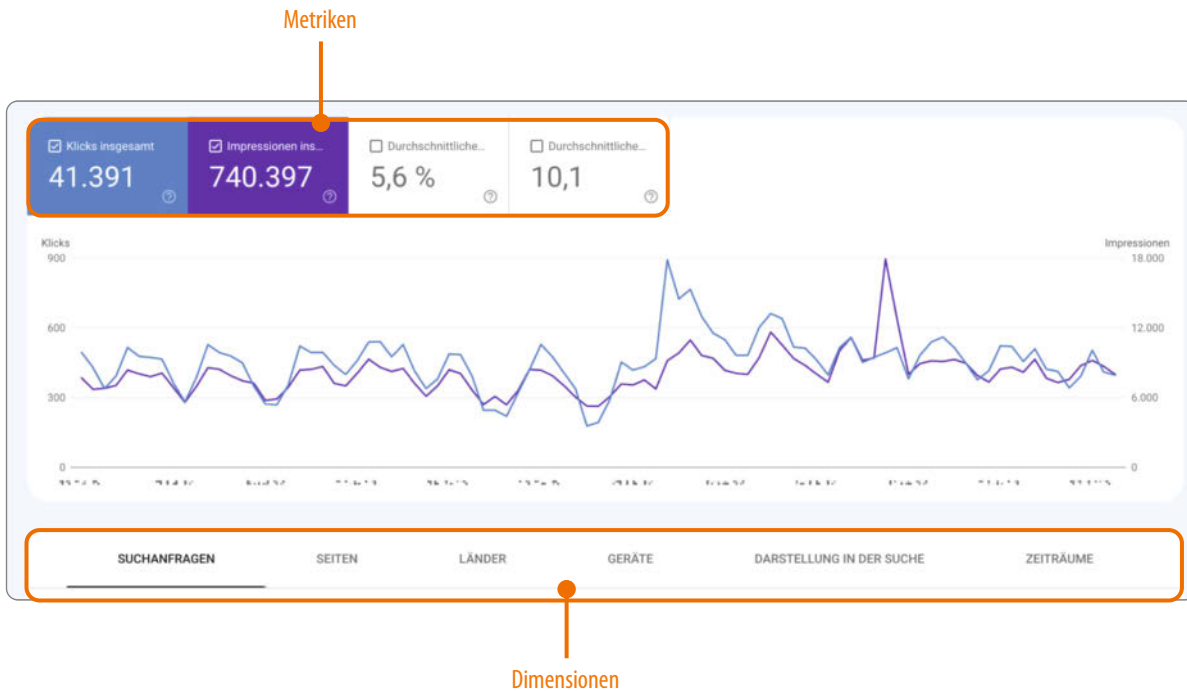 Metriken
Klicks insgesamt
Impressionen ins...
Durchschnittliche...
Durchschnittliche...
41.391
740.397
5,6 %
10,1
Klicks
Impressionen
900
18.000
600
12.000
300
6.000
0
0
SUCHANFRAGEN
SEITEN
LÄNDER
GERÄTE
DARSTELLUNG IN DER SUCHE
ZEITRÄUME
Dimensionen